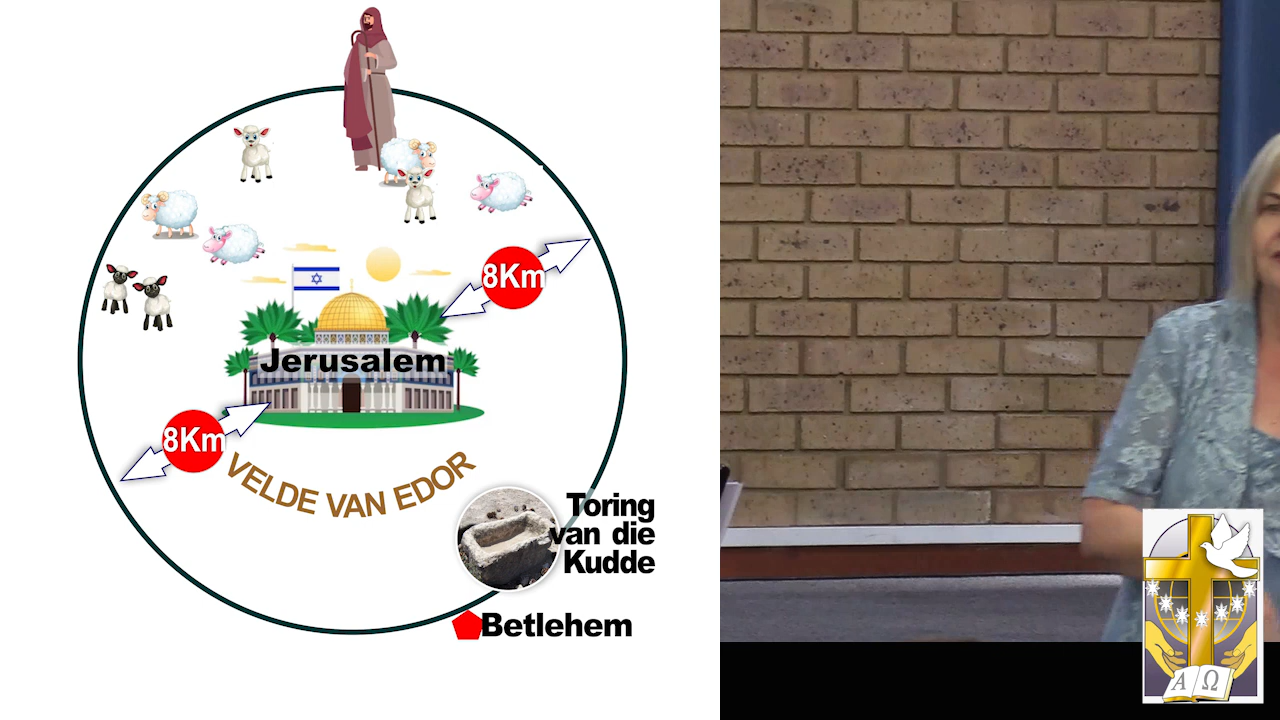 8Km
Jerusalem
8Km
VELDE VAN EDOR
Toring
van die
Kudde
Betlehem
Α Ω